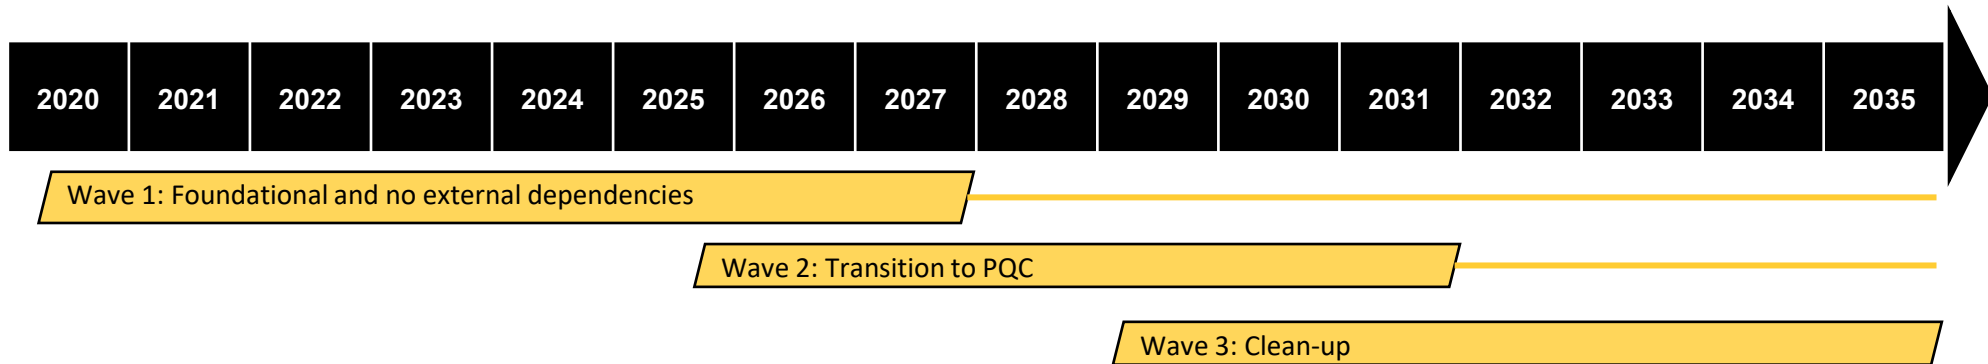 2020 2021 2022 2023 2024 2025 2026 2027 2028 2029 2030 2031 2032 2033 2034 2035
Wave 1: Foundational and no external dependencies
Wave 2: Transition to PQC
Wave 3: Clean-up